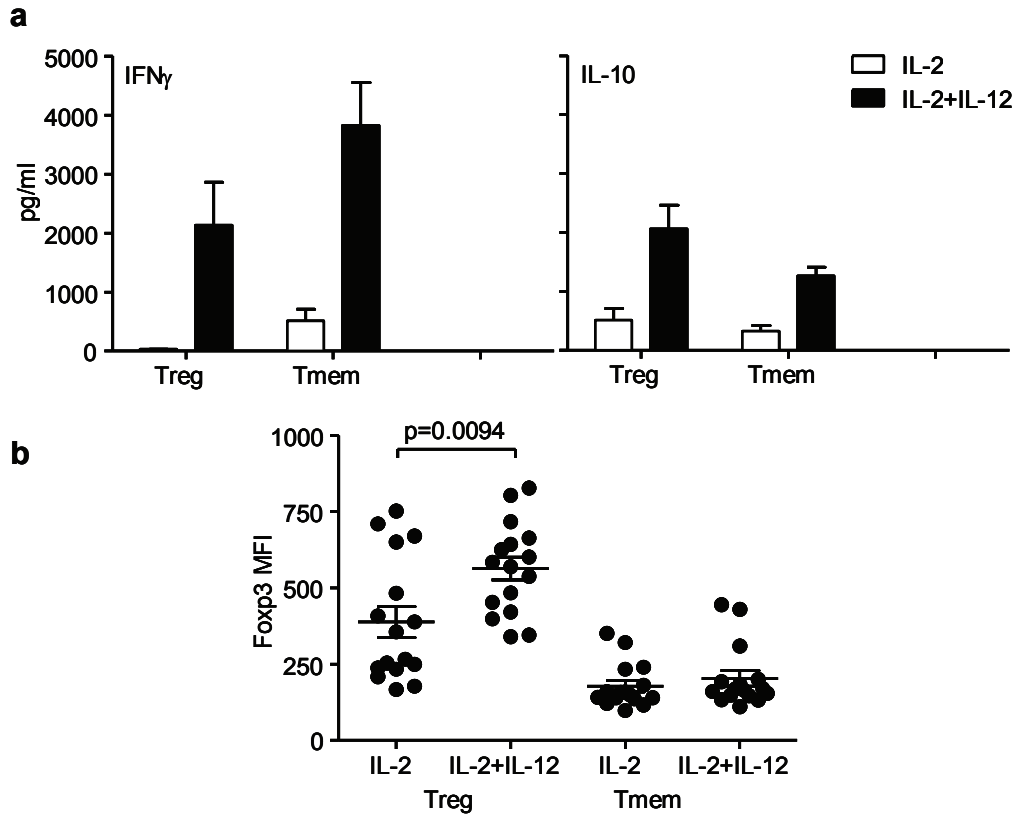 a
5000
4000
3000
2000
1000
0
pg/ml
IFNγ
Treg
Tmem
IL-10
Treg
Tmem
IL-2
IL-2+IL-12
b
1000
750
500
250
0
Foxp3 MFI
p=0.0094
IL-2 IL-2+IL-12 IL-2 IL-2+IL-12
Treg Tmem